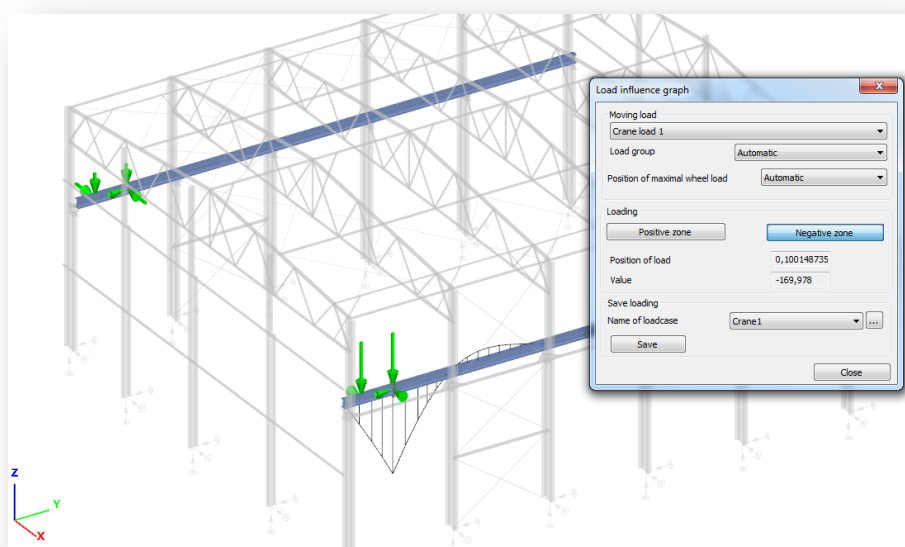 Load influence graph
Moving load
Crane load 1
Load group
Automatic
Position of maximal wheel load
Automatic
Loading
Positive zone
Negative zone
Position of load
0,100148735
Value
-169,978
Save loading
Name of loadcase
Crane1
...
Save
Close
Z
Y
X